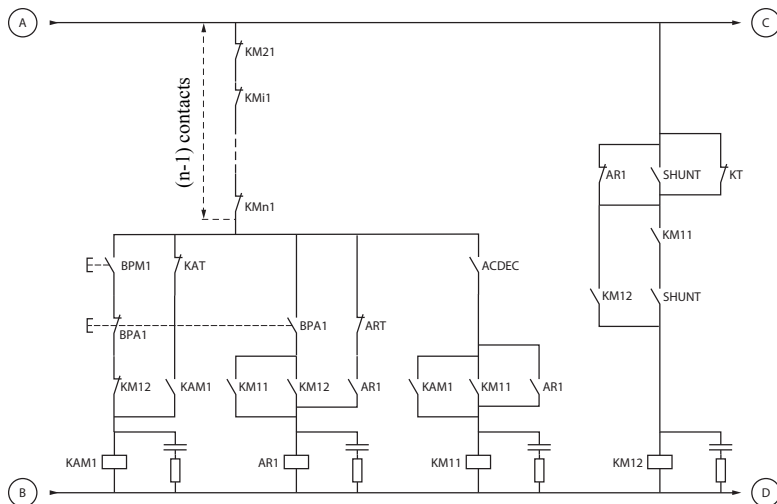 A
C
KM21
KMi1
(n-1) contacts
KMn1
AR1
SHUNT
KT
KM11
BPM1
KAT
ACDEC
KM12
SHUNT
BPA1
BPA1
ART
KM12
KAM1
KM11
KM12
AR1
KAM1
KM11
AR1
KAM1
AR1
KM11
KM12
B
D